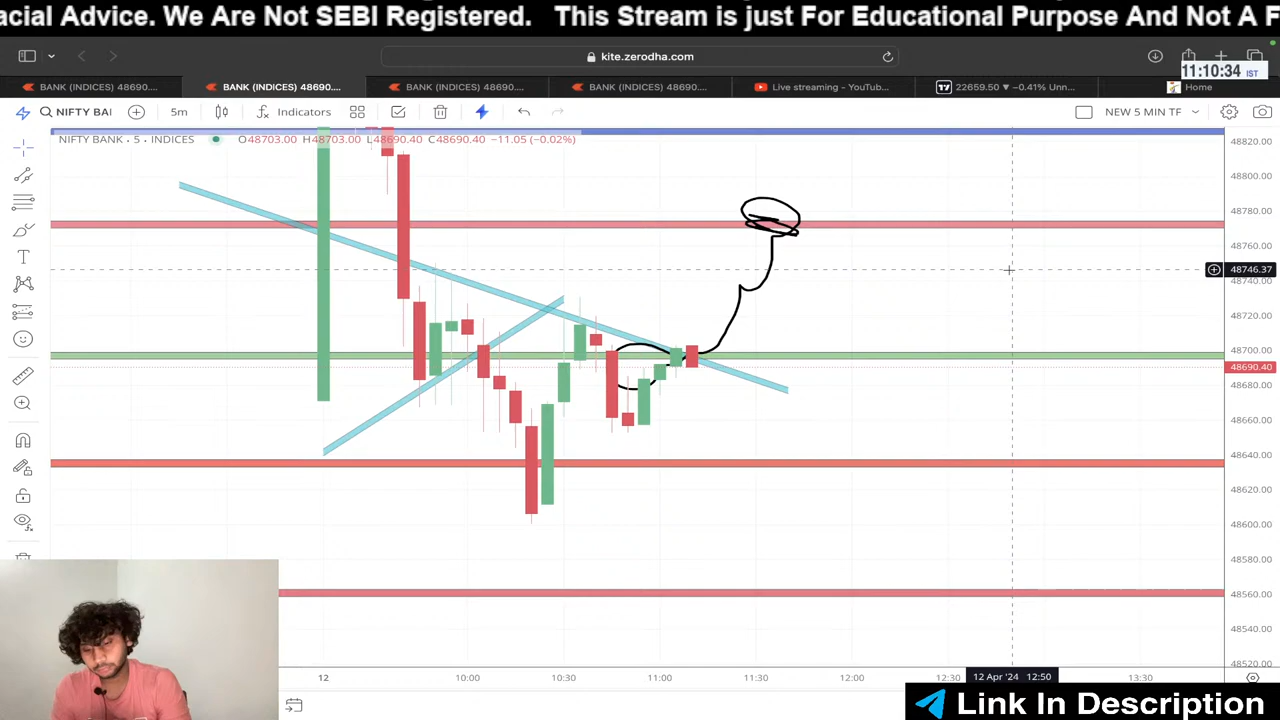 acial Advice. We Are Not SEBI Registered. This Stream is just For Educational Purpose And Not A F
kite.zerodha.com
11:10:34 IST
BANK (INDICES) 48690....
BANK (INDICES) 48690....
BANK (INDICES) 48690....
BANK (INDICES) 48690....
Live streaming - YouTub...
22659.50 ▼ −0.41% Unn...
Home
NIFTY BAI
5m
Indicators
NEW 5 MIN TF
NIFTY BANK · 5 · INDICES
O48703.00 H48703.00 L48690.40 C48690.40 −11.05 (−0.02%)
48820.00
48800.00
48780.00
48760.00
48746.37
48740.00
48720.00
48700.00
48690.40
48680.00
48660.00
48640.00
48620.00
48600.00
48580.00
48560.00
48540.00
48520.00
12
10:00
10:30
11:00
11:30
12:00
12:30
12 Apr '24 12:50
13:30
Link In Description